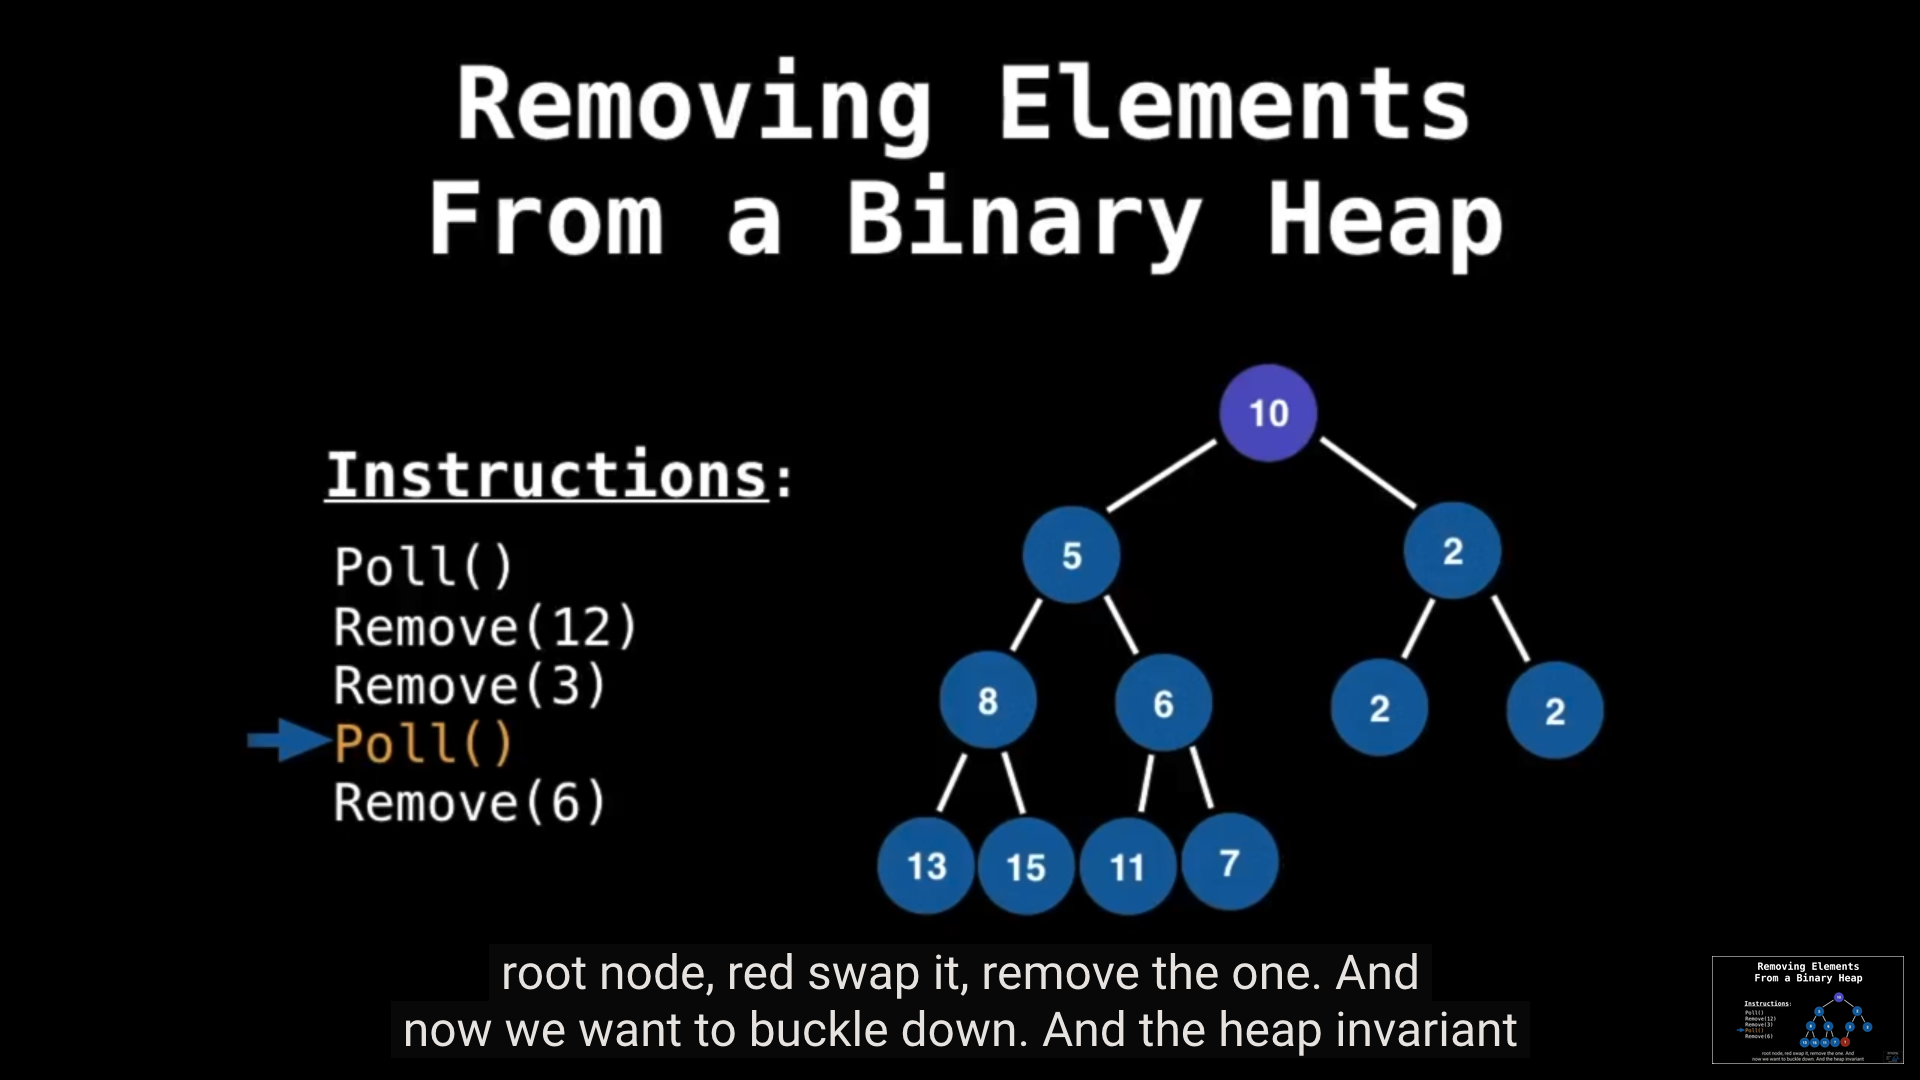 Removing Elements
From a Binary Heap
Instructions:
Poll()
Remove(12)
Remove(3)
Poll()
Remove(6)
10
5
2
8
6
2
2
13
15
11
7
root node, red swap it, remove the one. And
now we want to buckle down. And the heap invariant
Removing Elements
From a Binary Heap
Instructions:
Poll()
Remove(12)
Remove(3)
Poll()
Remove(6)
root node, red swap it, remove the one. And
now we want to buckle down. And the heap invariant